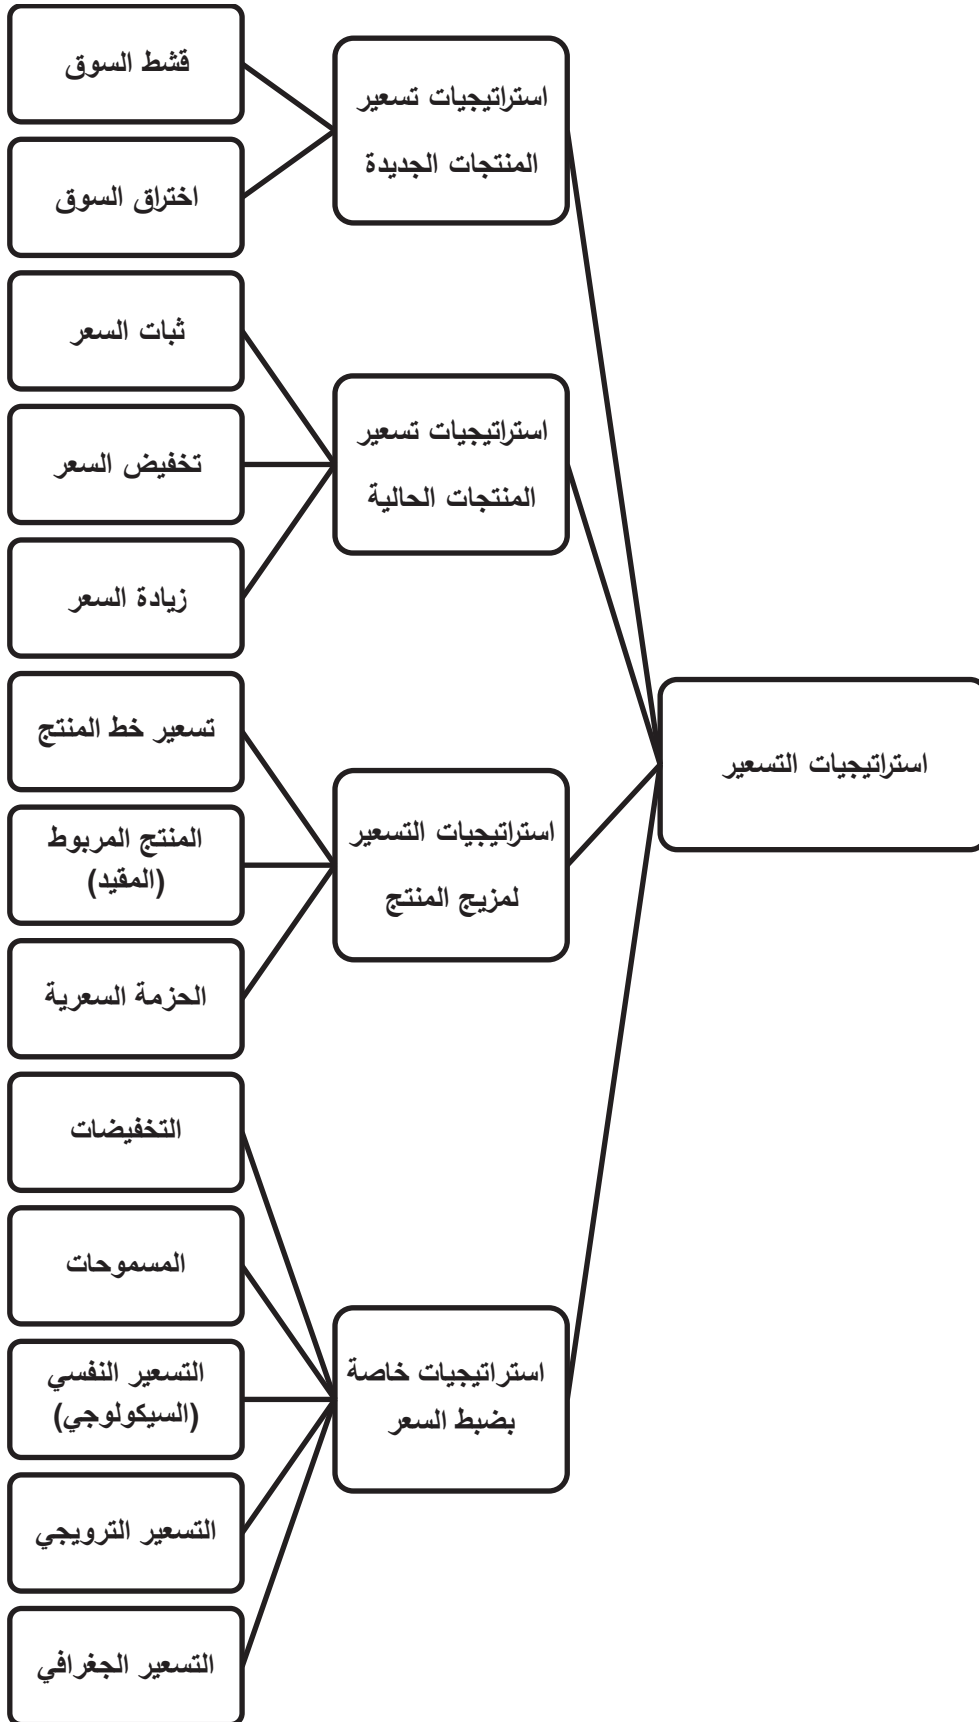 استراتيجيات التسعير
استراتيجيات تسعير
المنتجات الجديدة
قشط السوق
اختراق السوق
استراتيجيات تسعير
المنتجات الحالية
ثبات السعر
تخفيض السعر
زيادة السعر
استراتيجيات التسعير
لمزيج المنتج
تسعير خط المنتج
المنتج المربوط
(المقيد)
الحزمة السعرية
استراتيجيات خاصة
بضبط السعر
التخفيضات
المسموحات
التسعير النفسي
(السيكولوجي)
التسعير الترويجي
التسعير الجغرافي